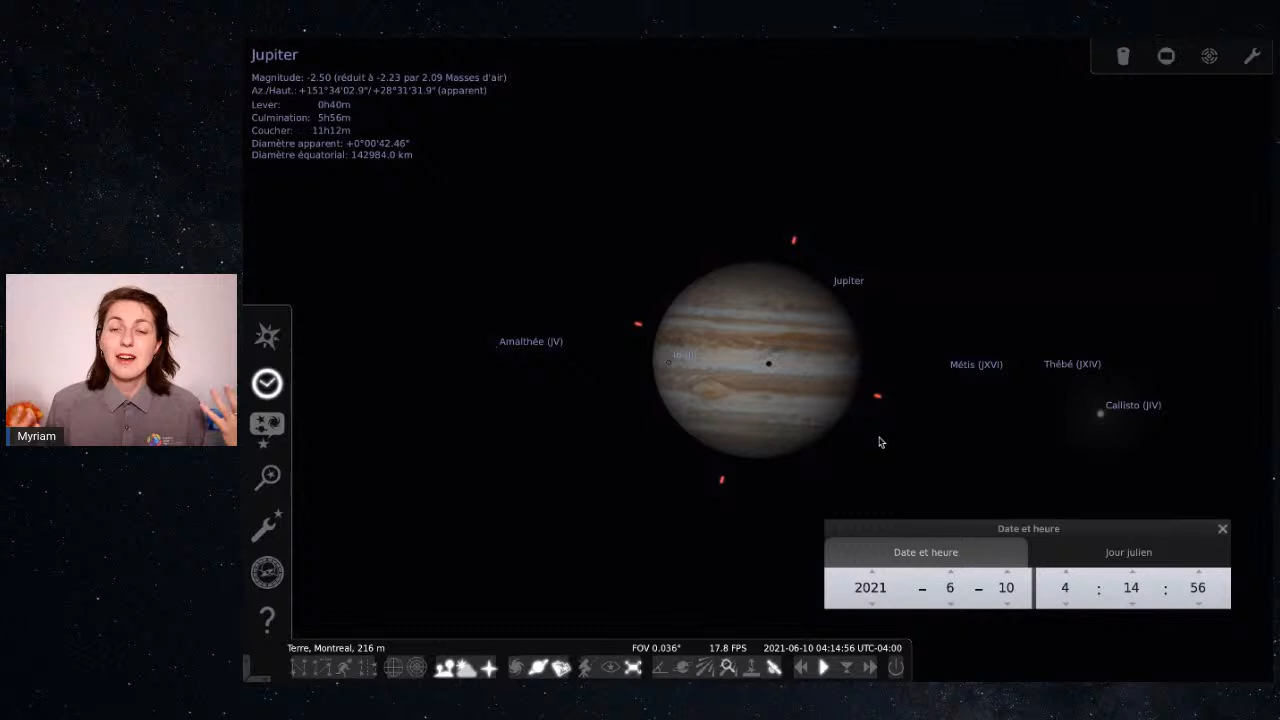 Jupiter
Magnitude: -2.50 (réduit à -2.23 par 2.09 Masses d'air)
Az./Haut.: +151°34'02.9"/+28°31'31.9" (apparent)
Lever: 0h40m
Culmination: 5h56m
Coucher: 11h12m
Diamètre apparent: +0°00'42.46"
Diamètre équatorial: 142984.0 km
Jupiter
Amalthée (JV)
Métis (JXVI)
Thébé (JXIV)
Callisto (JIV)
Myriam
Date et heure
Date et heure
Jour julien
2021 – 6 – 10 4 : 14 : 56
Terre, Montreal, 216 m
FOV 0.036°
17.8 FPS
2021-06-10 04:14:56 UTC-04:00